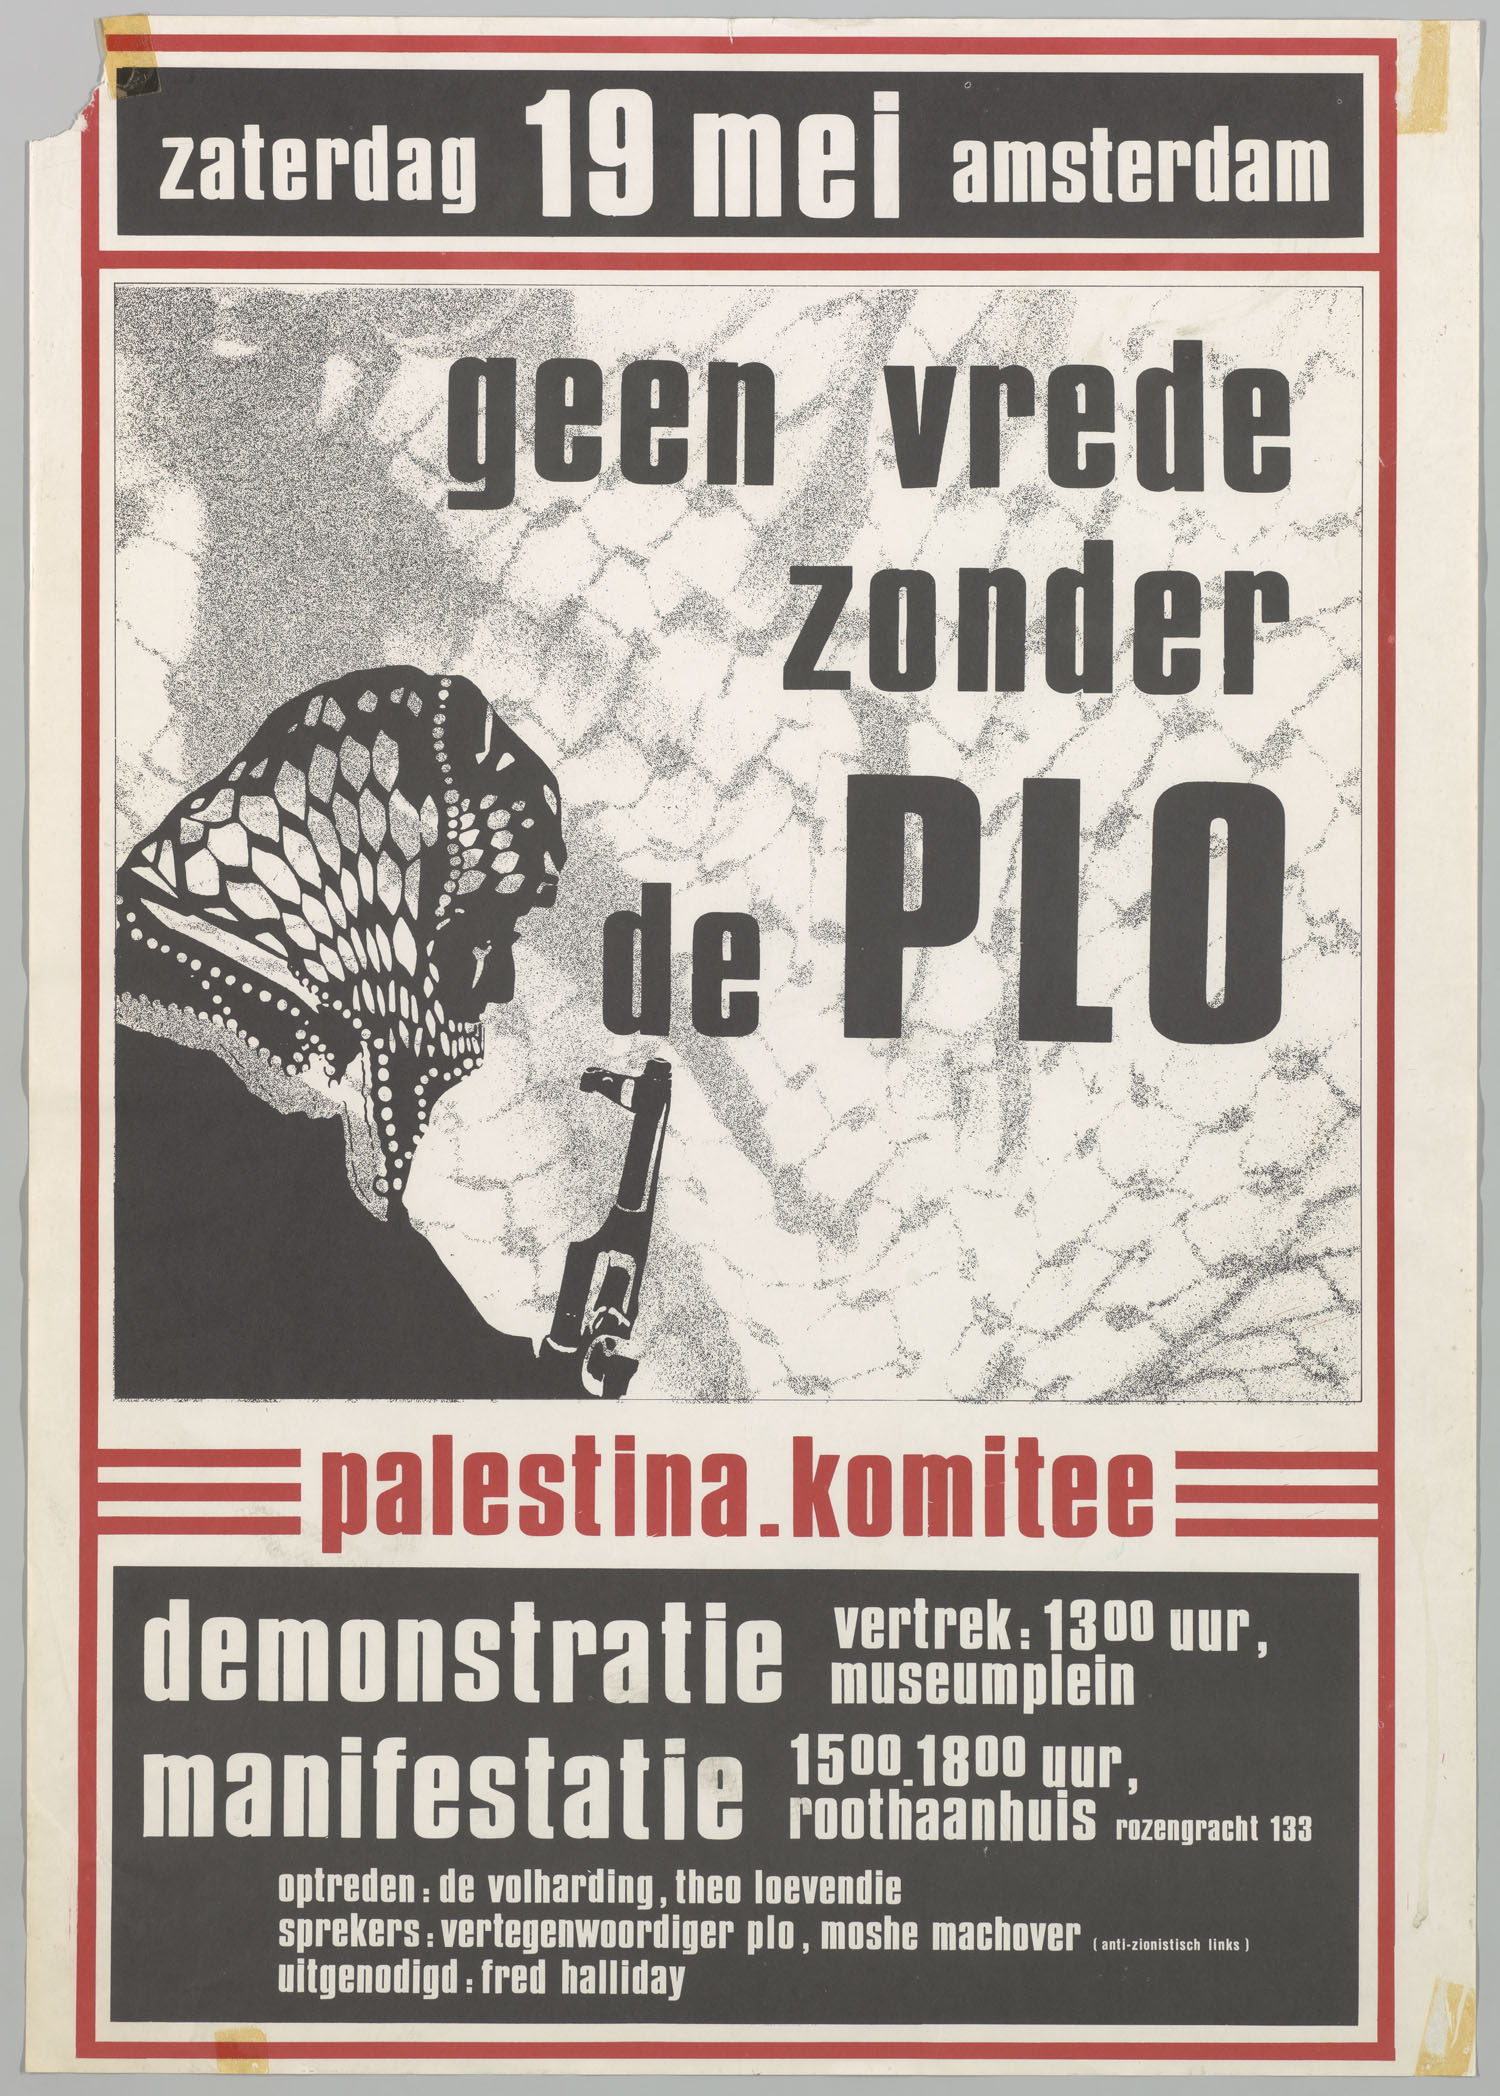 zaterdag 19 mei amsterdam
geen vrede
zonder
de PLO
palestina.komitee
demonstratie vertrek: 13⁰⁰ uur,
museumplein
manifestatie 15⁰⁰-18⁰⁰ uur,
roothaanhuis rozengracht 133
optreden: de volharding, theo loevendie
sprekers: vertegenwoordiger plo, moshe machover (anti-zionistisch links)
uitgenodigd: fred halliday